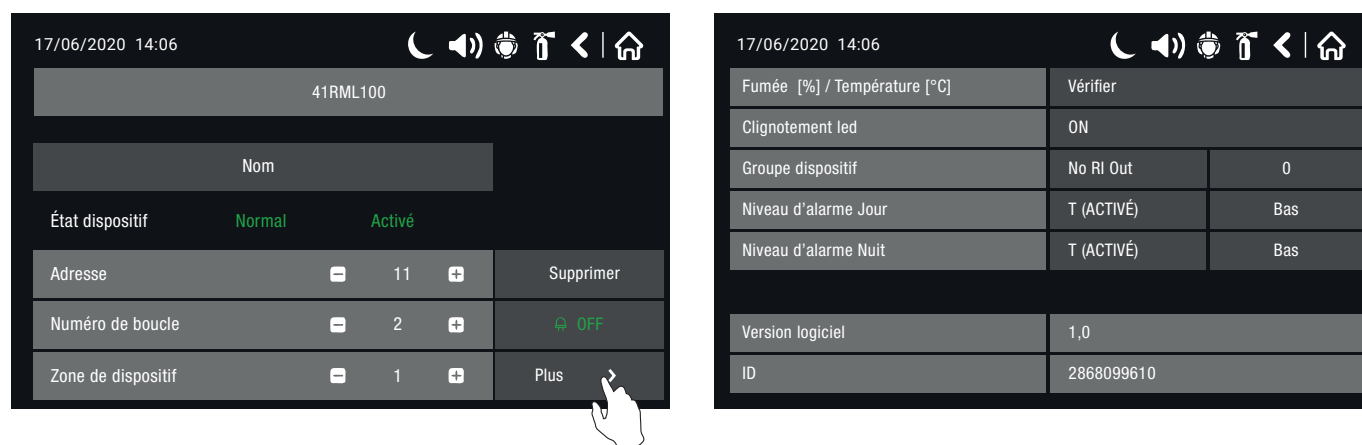 17/06/2020 14:06
41RML100
Nom
État dispositif Normal Activé
Adresse 11 Supprimer
Numéro de boucle 2 OFF
Zone de dispositif 1 Plus
17/06/2020 14:06
Fumée [%] / Température [°C] Vérifier
Clignotement led ON
Groupe dispositif No RI Out 0
Niveau d'alarme Jour T (ACTIVÉ) Bas
Niveau d'alarme Nuit T (ACTIVÉ) Bas
Version logiciel 1,0
ID 2868099610